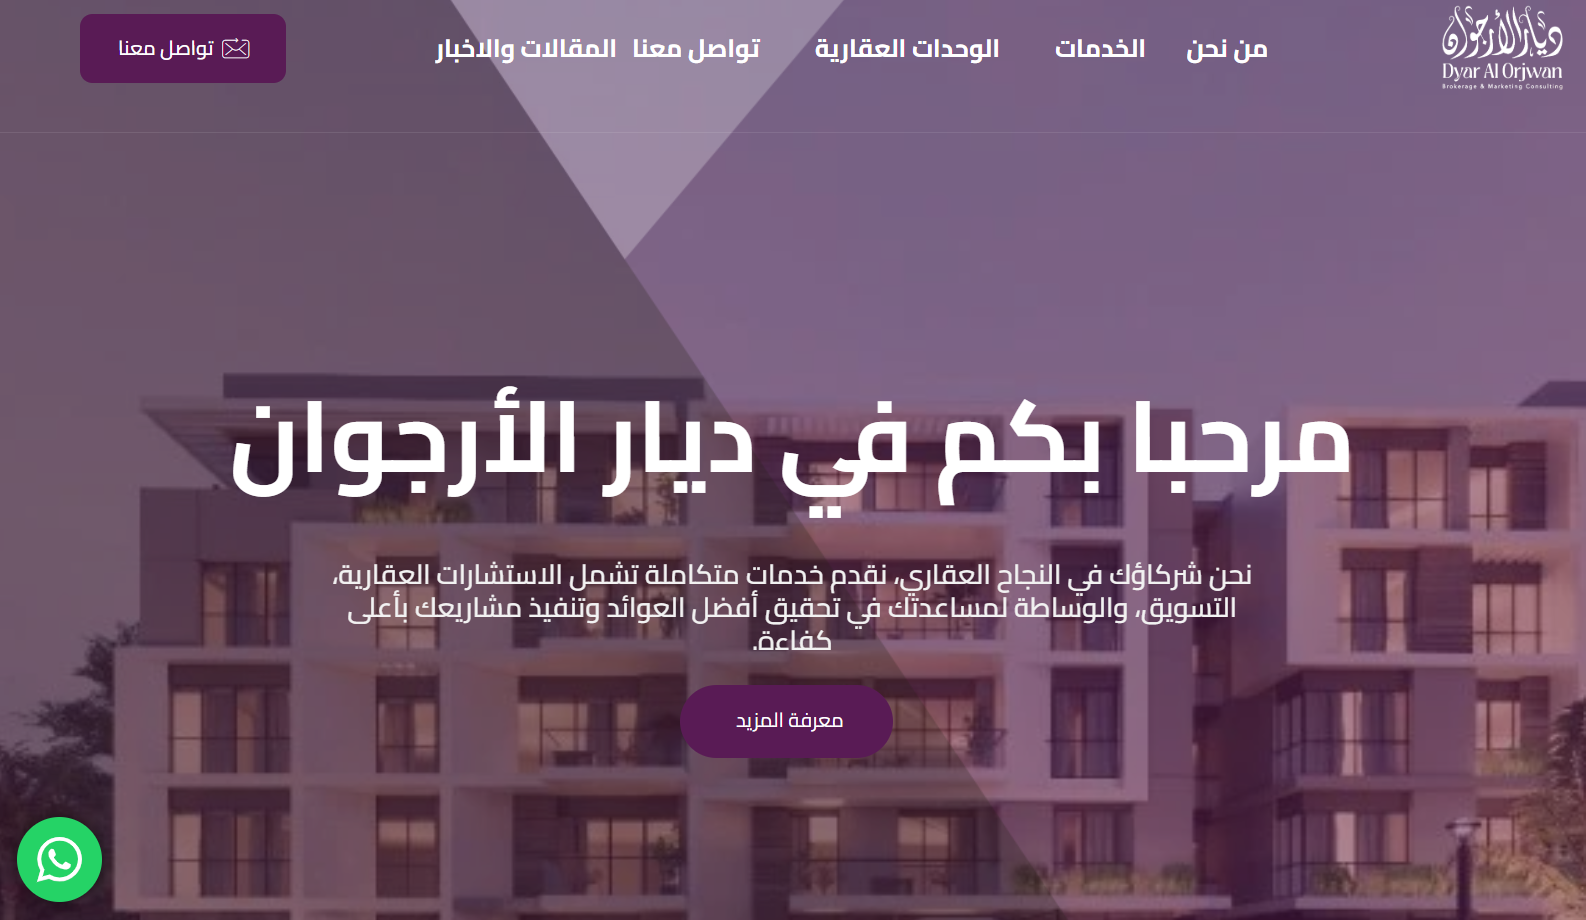 ديار الأرجوان
Dyar Al Orjwan
Brokerage & Marketing Consulting
من نحن
الخدمات
الوحدات العقارية
تواصل معنا
المقالات والاخبار
تواصل معنا
مرحبا بكم في ديار الأرجوان
نحن شركاؤك في النجاح العقاري، نقدم خدمات متكاملة تشمل الاستشارات العقارية،
التسويق، والوساطة لمساعدتك في تحقيق أفضل العوائد وتنفيذ مشاريعك بأعلى
كفاءة.
معرفة المزيد